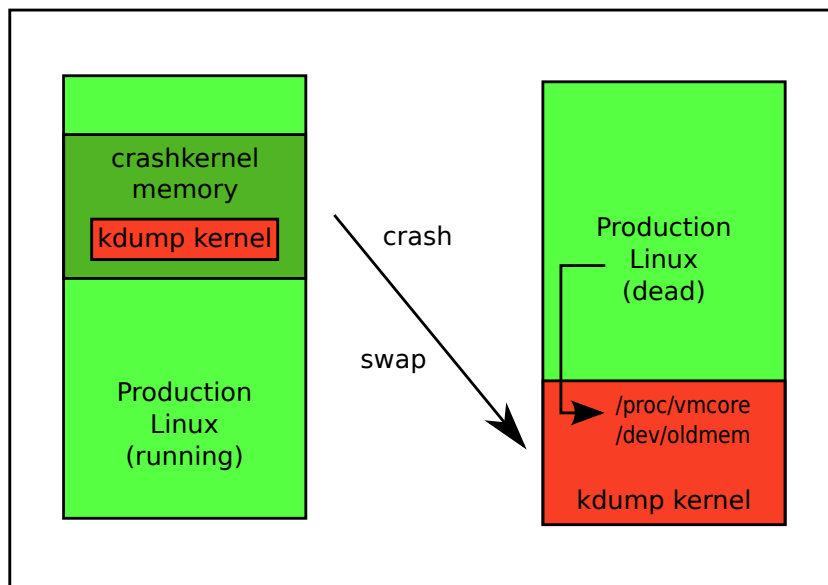 crashkernel
memory
kdump kernel
Production
Linux
(running)
crash
swap
Production
Linux
(dead)
/proc/vmcore
/dev/oldmem
kdump kernel